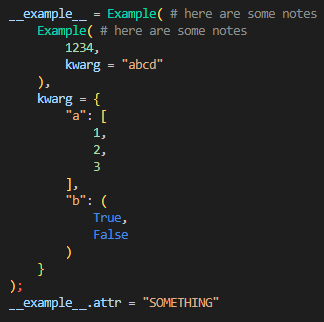 __example__ = Example( # here are some notes
    Example( # here are some notes
        1234,
        kwarg = "abcd"
    ),
    kwarg = {
        "a": [
            1,
            2,
            3
        ],
        "b": (
            True,
            False
        )
    }
);
__example__.attr = "SOMETHING"